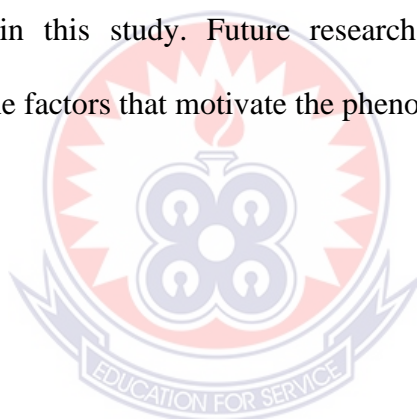 in this study. Future research
e factors that motivate the pheno
EDUCATION FOR SERVICE